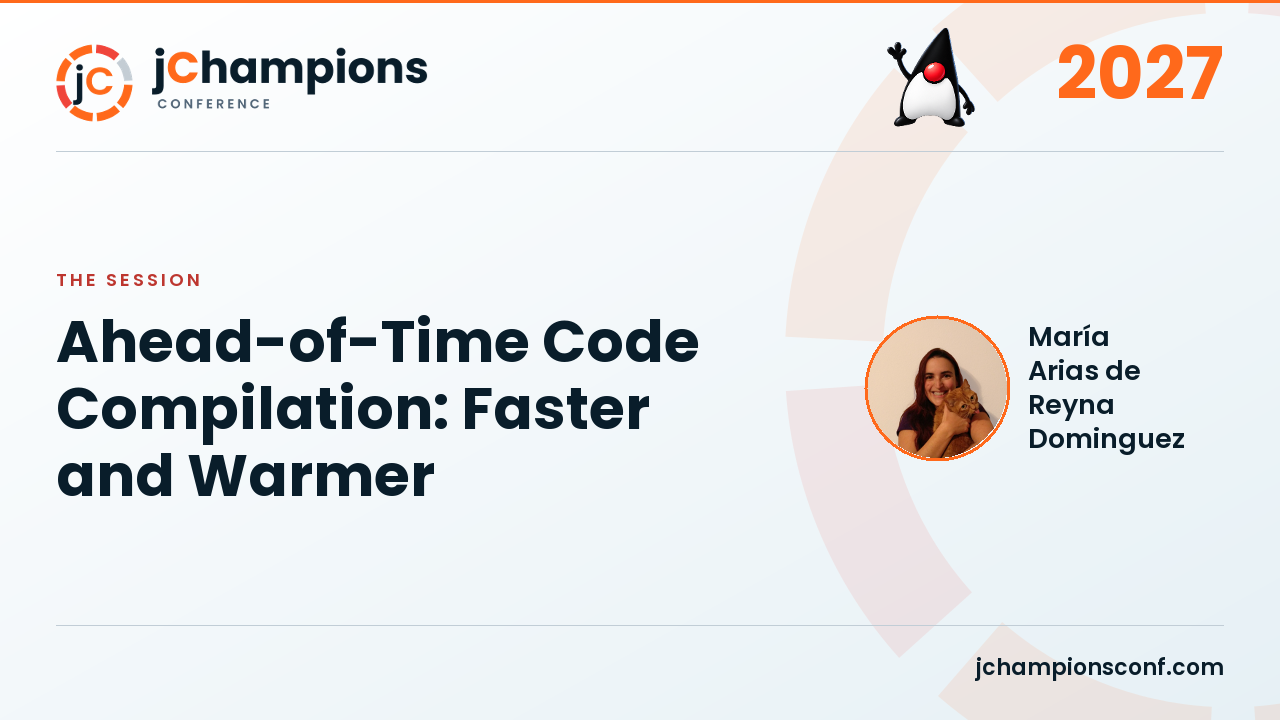 jC jChampions
CONFERENCE
2027
THE SESSION
Ahead-of-Time Code
Compilation: Faster
and Warmer
María
Arias de
Reyna
Dominguez
jchampionsconf.com